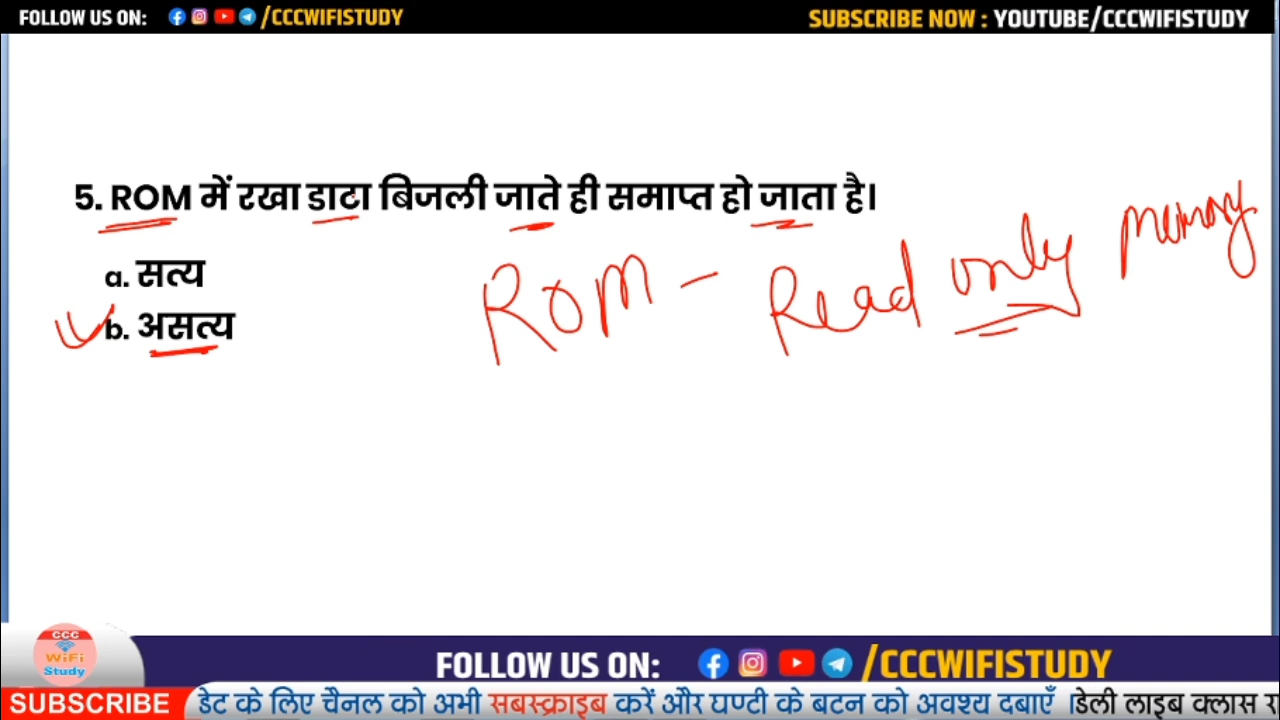 FOLLOW US ON: /CCCWIFISTUDY
SUBSCRIBE NOW : YOUTUBE/CCCWIFISTUDY
5. ROM में रखा डाटा बिजली जाते ही समाप्त हो जाता है।
a. सत्य
b. असत्य
ROM - Read only memory
CCC
WiFi
Study
FOLLOW US ON: /CCCWIFISTUDY
SUBSCRIBE डेट के लिए चैनल को अभी सबस्क्राइब करें और घण्टी के बटन को अवश्य दबाएँ । डेली लाइब क्लास